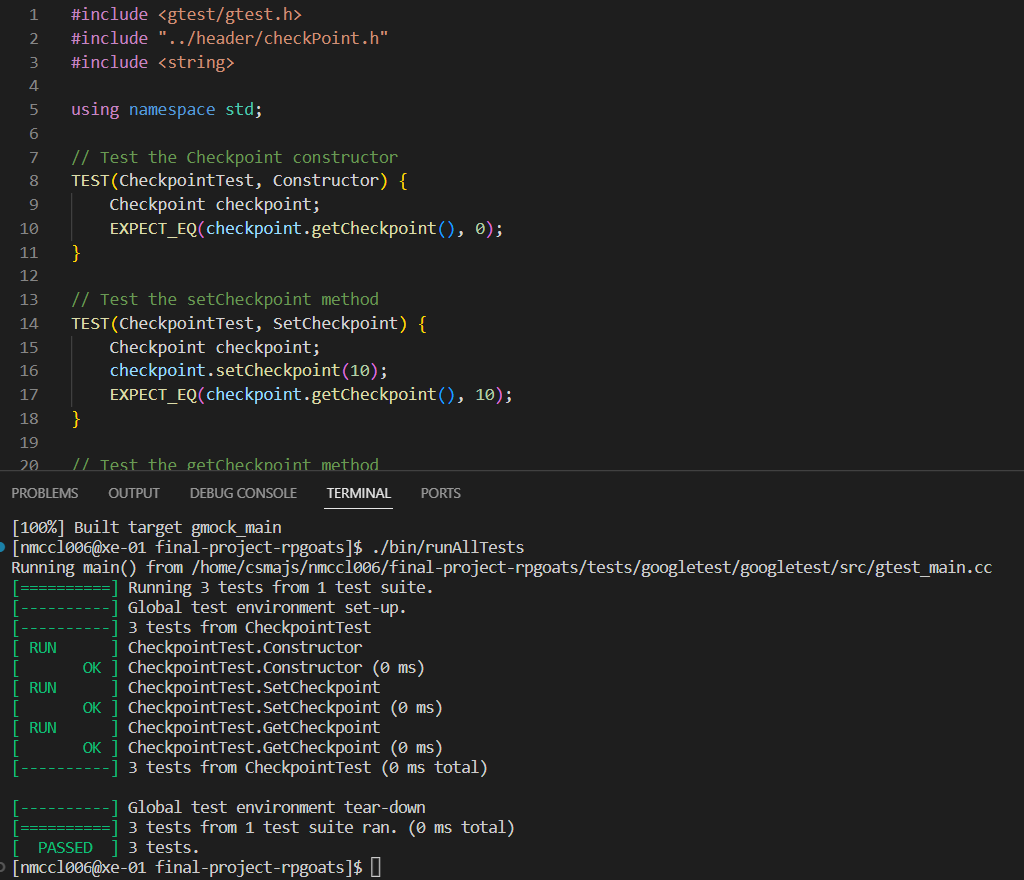 1 #include <gtest/gtest.h>
2 #include "../header/checkPoint.h"
3 #include <string>
4
5 using namespace std;
6
7 // Test the Checkpoint constructor
8 TEST(CheckpointTest, Constructor) {
9     Checkpoint checkpoint;
10     EXPECT_EQ(checkpoint.getCheckpoint(), 0);
11 }
12
13 // Test the setCheckpoint method
14 TEST(CheckpointTest, SetCheckpoint) {
15     Checkpoint checkpoint;
16     checkpoint.setCheckpoint(10);
17     EXPECT_EQ(checkpoint.getCheckpoint(), 10);
18 }
19
20 // Test the getCheckpoint method
PROBLEMS OUTPUT DEBUG CONSOLE TERMINAL PORTS
[100%] Built target gmock_main
[nmccl006@xe-01 final-project-rpgoats]$ ./bin/runAllTests
Running main() from /home/csmajs/nmccl006/final-project-rpgoats/tests/googletest/googletest/src/gtest_main.cc
[==========] Running 3 tests from 1 test suite.
[----------] Global test environment set-up.
[----------] 3 tests from CheckpointTest
[ RUN      ] CheckpointTest.Constructor
[       OK ] CheckpointTest.Constructor (0 ms)
[ RUN      ] CheckpointTest.SetCheckpoint
[       OK ] CheckpointTest.SetCheckpoint (0 ms)
[ RUN      ] CheckpointTest.GetCheckpoint
[       OK ] CheckpointTest.GetCheckpoint (0 ms)
[----------] 3 tests from CheckpointTest (0 ms total)

[----------] Global test environment tear-down
[==========] 3 tests from 1 test suite ran. (0 ms total)
[  PASSED  ] 3 tests.
[nmccl006@xe-01 final-project-rpgoats]$